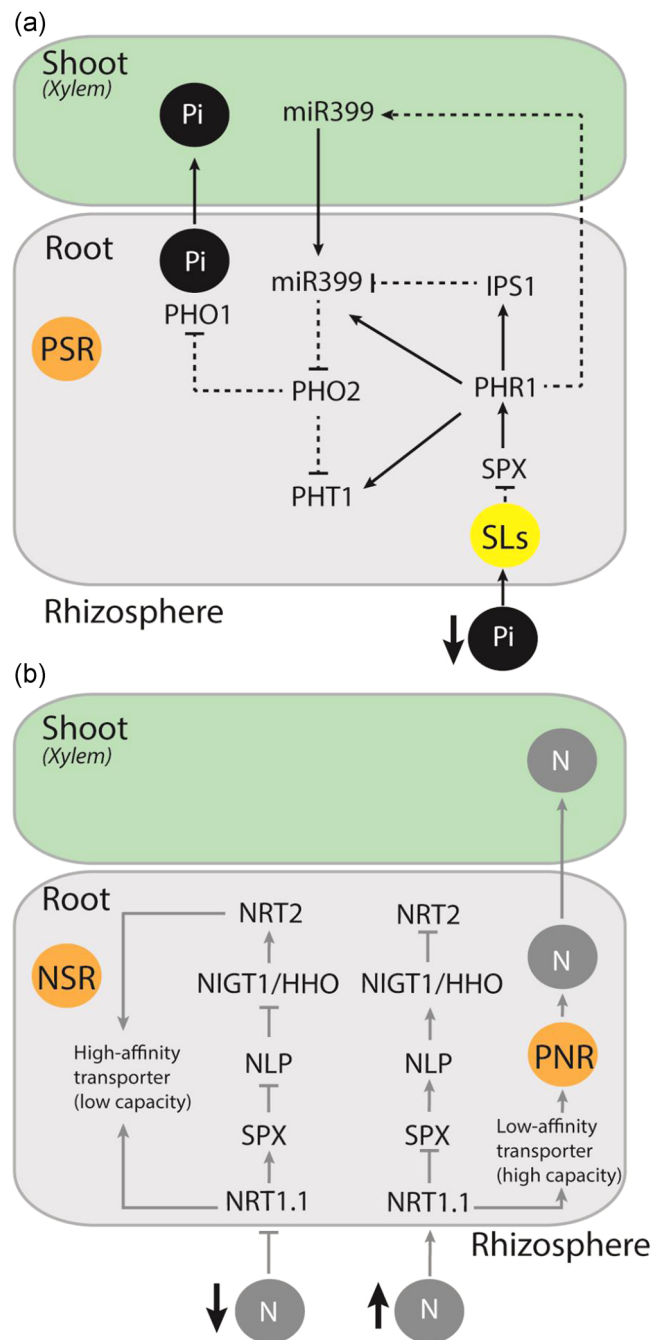 (a)
Shoot
(Xylem)
Pi
miR399
Root
Pi
miR399
IPS1
PHO1
PSR
PHO2
PHR1
SPX
PHT1
SLs
Rhizosphere
Pi
(b)
Shoot
(Xylem)
N
Root
NRT2
NRT2
NSR
N
NIGT1/HHO
NIGT1/HHO
High-affinity
transporter
(low capacity)
NLP
NLP
PNR
SPX
SPX
Low-affinity
transporter
(high capacity)
NRT1.1
NRT1.1
Rhizosphere
N
N